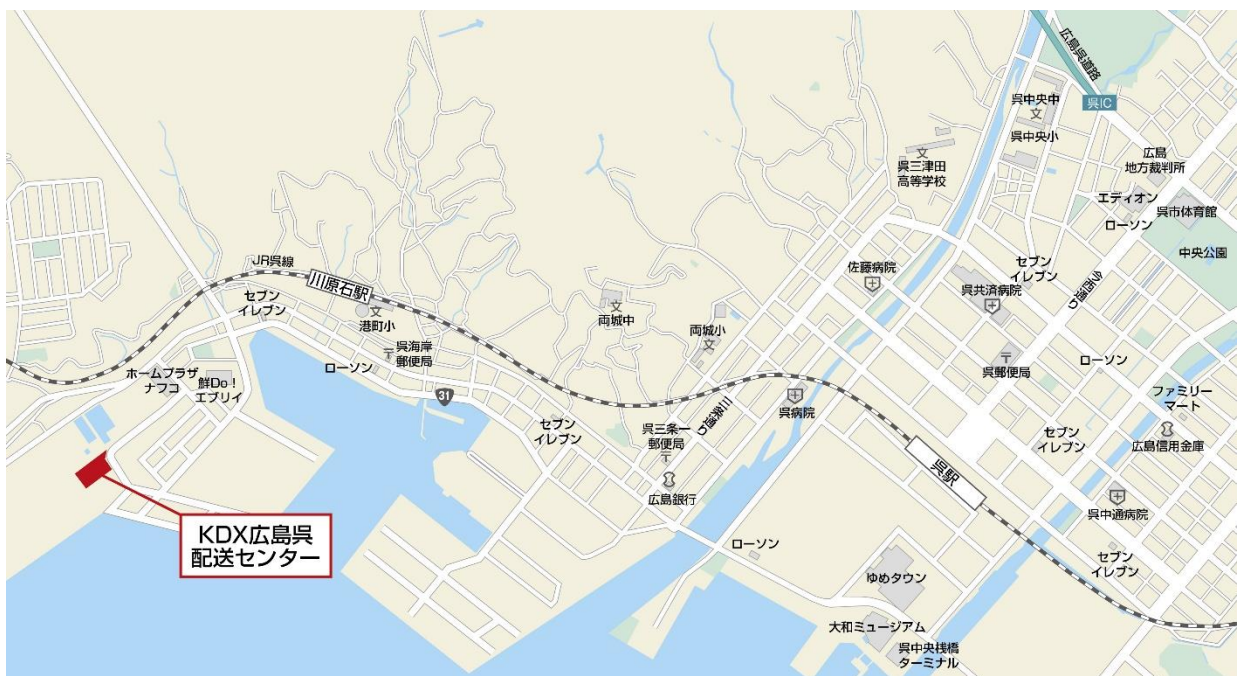 広島呉道路
呉IC
呉中央中
呉中央小
呉三津田
高等学校
広島
地方裁判所
エディオン
ローソン
呉市体育館
中央公園
セブン
イレブン
今西通り
佐藤病院
呉共済病院
JR呉線
川原石駅
セブン
イレブン
港町小
両城中
両城小
呉海岸
郵便局
ローソン
ホームプラザ
ナフコ
鮮Do!
エブリイ
31
呉病院
呉郵便局
ローソン
ファミリー
マート
三条通り
セブン
イレブン
呉三条一
郵便局
セブン
イレブン
広島信用金庫
呉駅
広島銀行
呉中通病院
KDX広島呉
配送センター
ローソン
セブン
イレブン
ゆめタウン
大和ミュージアム
呉中央桟橋
ターミナル